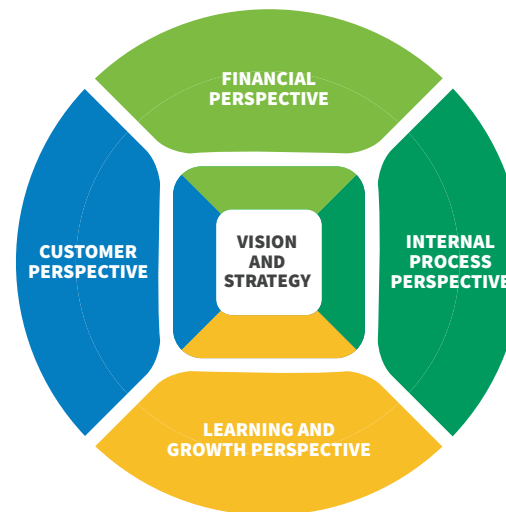 FINANCIAL
PERSPECTIVE
CUSTOMER
PERSPECTIVE
VISION
AND
STRATEGY
INTERNAL
PROCESS
PERSPECTIVE
LEARNING AND
GROWTH PERSPECTIVE